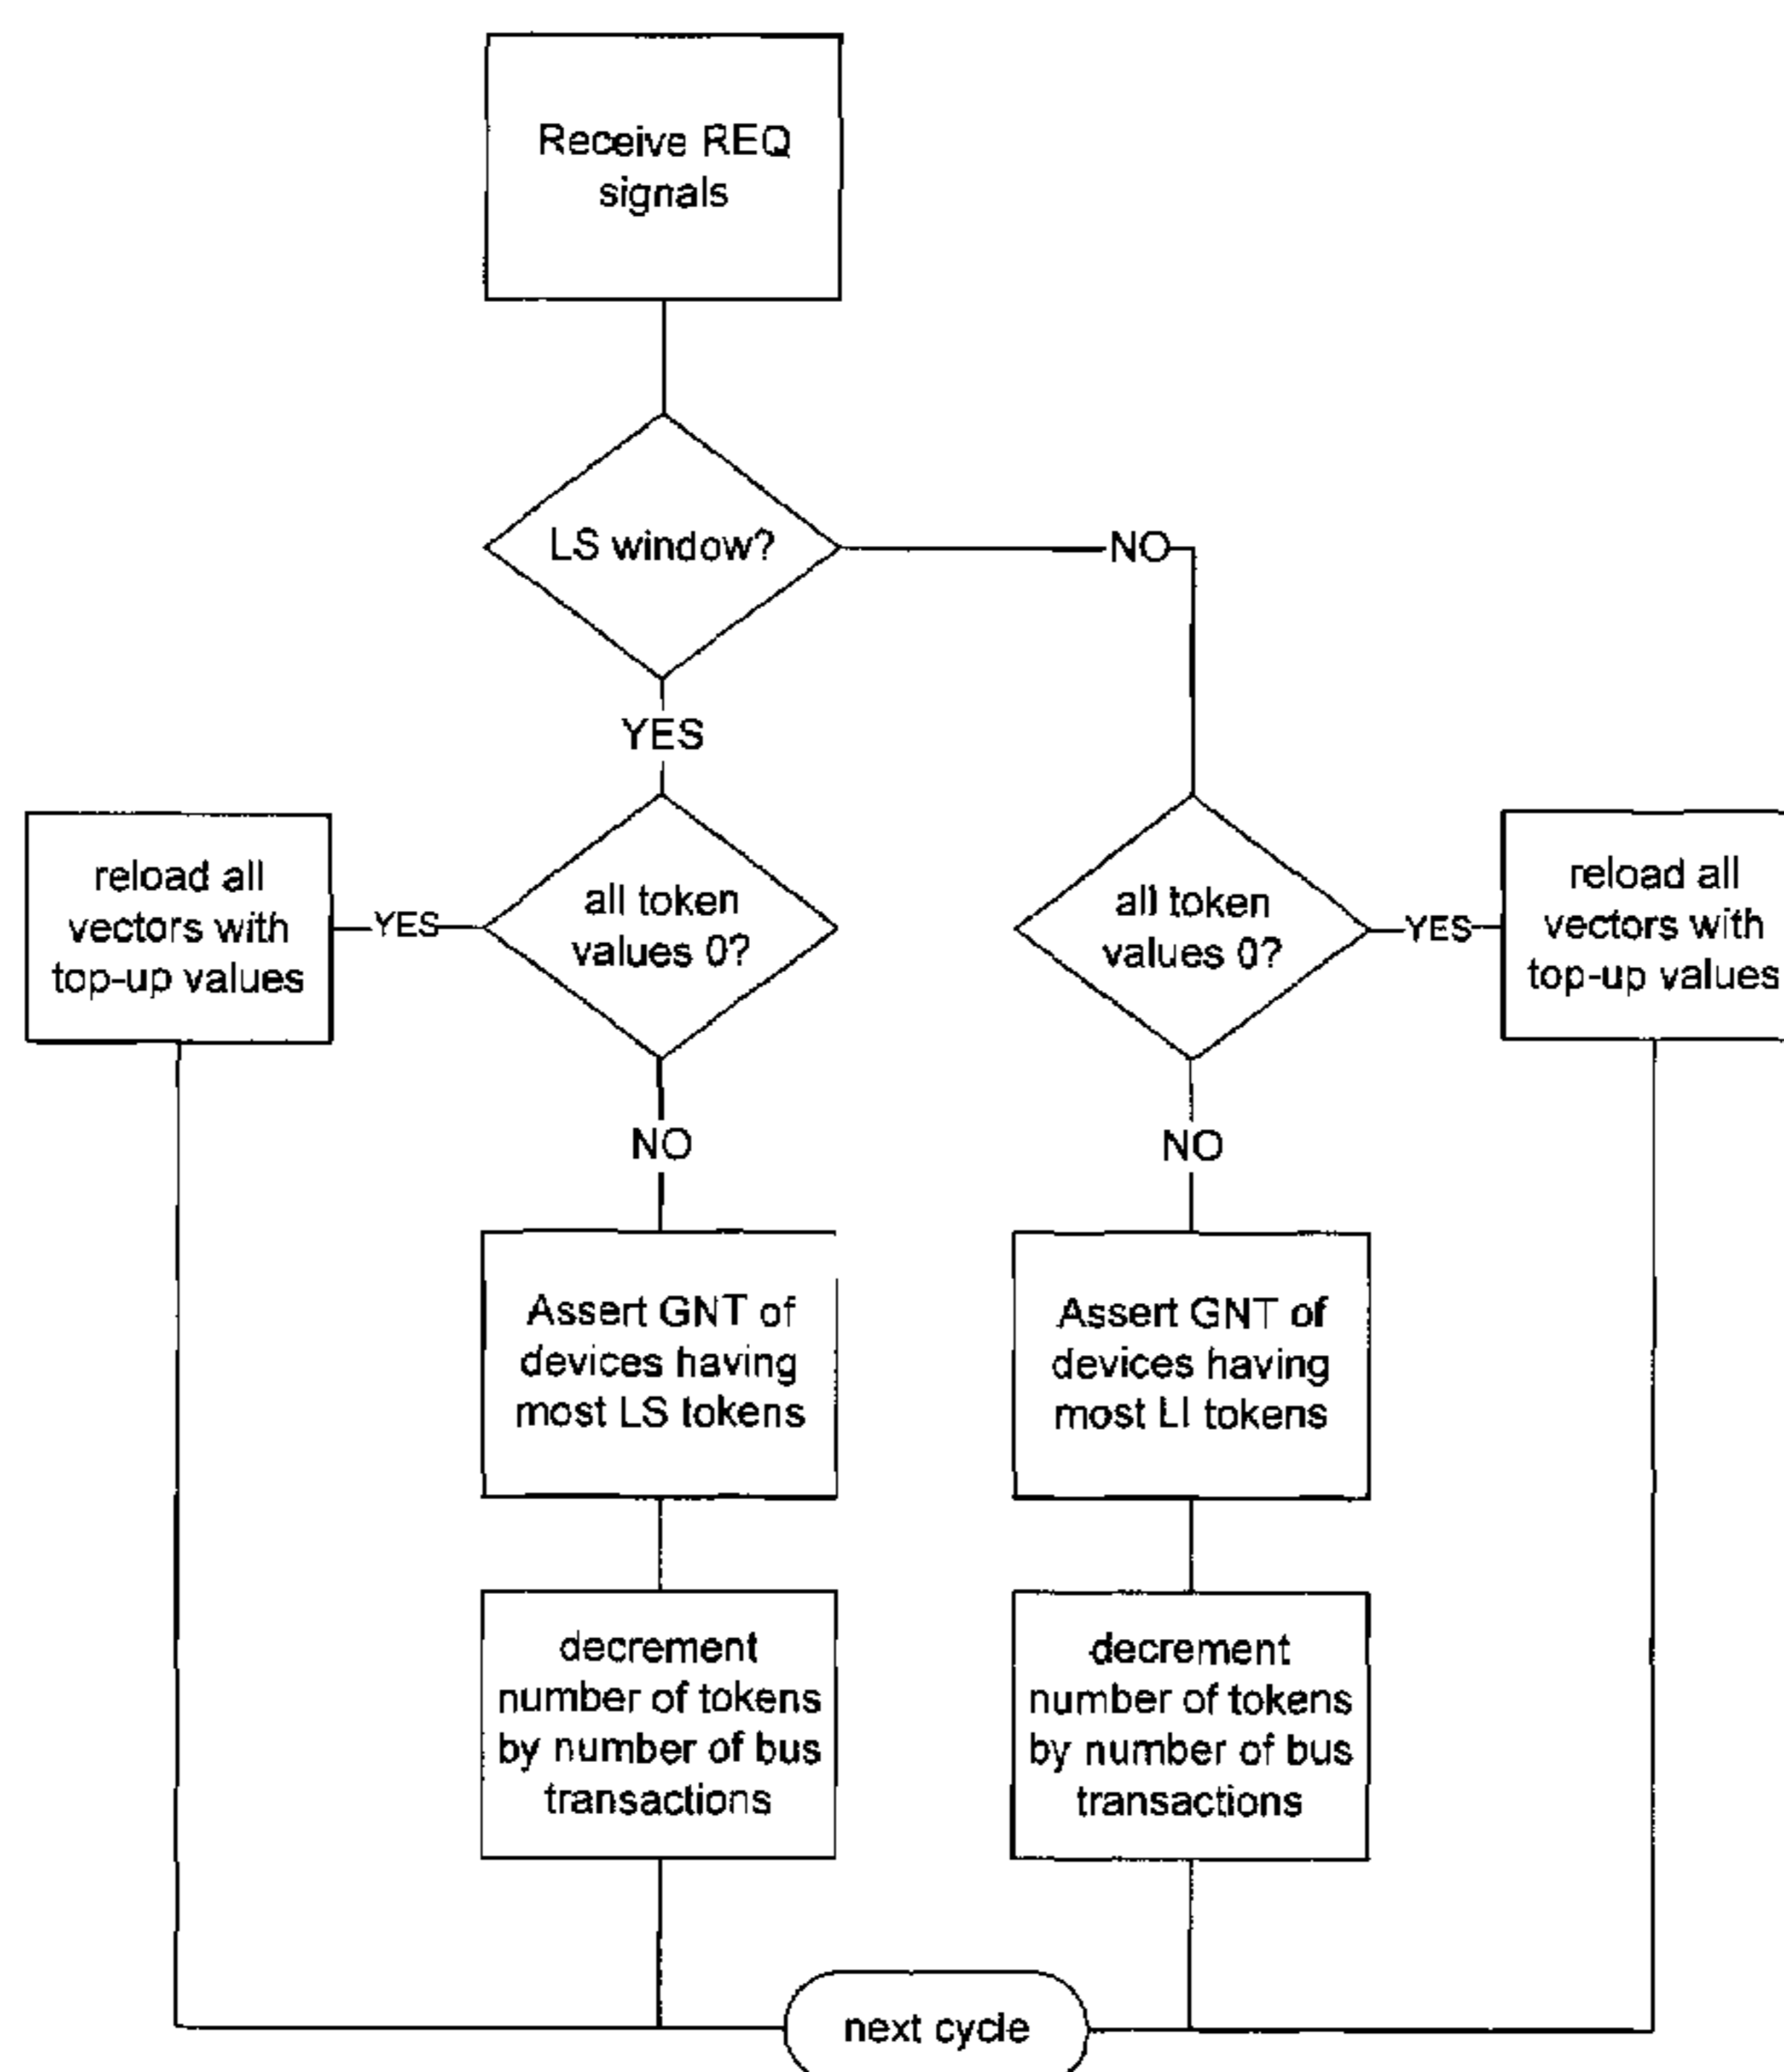 Receive REQ
signals
LS window?
NO
YES
reload all
vectors with
top-up values
YES
all token
values 0?
all token
values 0?
YES
reload all
vectors with
top-up values
NO
NO
Assert GNT of
devices having
most LS tokens
Assert GNT of
devices having
most LI tokens
decrement
number of tokens
by number of bus
transactions
decrement
number of tokens
by number of bus
transactions
next cycle